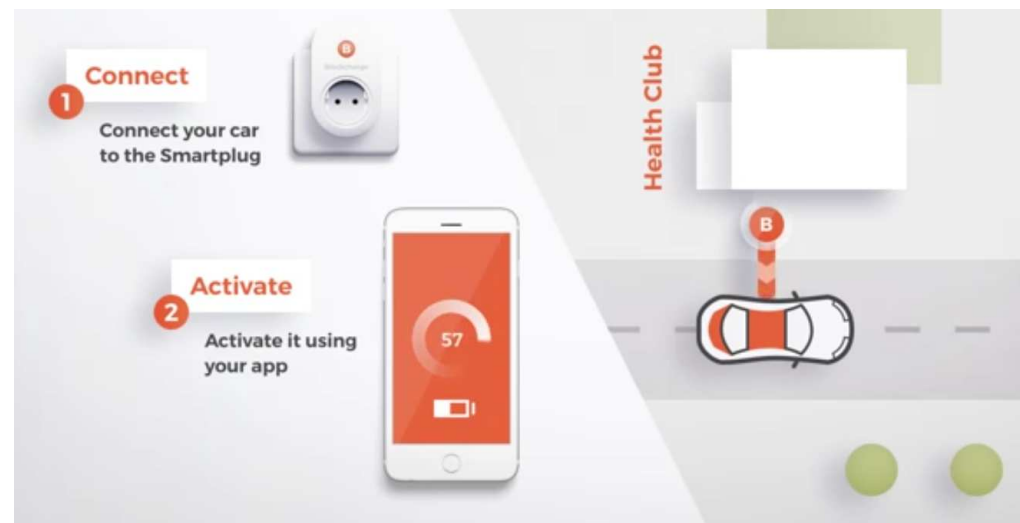 1
Connect
Connect your car
to the Smartplug
B
2
Activate
Activate it using
your app
57
Health Club
B